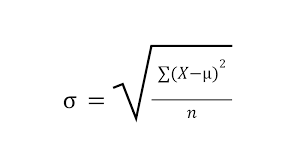 σ = √(∑(X−μ)²/n)